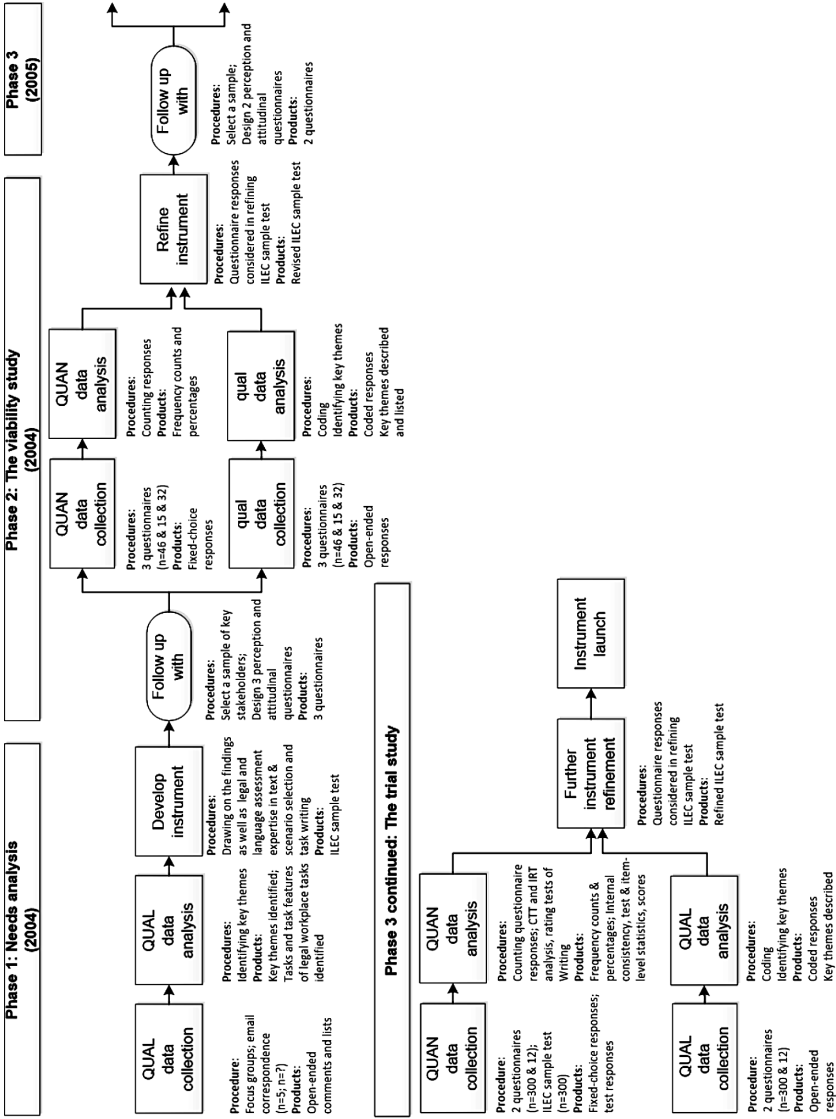 Phase 1: Needs analysis
(2004)
QUAL
data
collection
Procedure:
Focus groups; email
correspondence
(n=5; n=?)
Products:
Open-ended
comments and lists
QUAL
data
analysis
Procedures:
Identifying key themes
Products:
Key themes identified;
Tasks and task features
of legal workplace tasks
identified
Develop
instrument
Procedures:
Drawing on the findings
as well as legal and
language assessment
expertise in text &
scenario selection and
task writing
Products:
ILEC sample test
Phase 2: The viability study
(2004)
Follow up
with
Procedures:
Select a sample of key
stakeholders;
Design 3 perception and
attitudinal
questionnaires
Products:
3 questionnaires
QUAN
data
collection
Procedures:
3 questionnaires
(n=46 & 15 & 32)
Products:
Fixed-choice
responses
QUAN
data
analysis
Procedures:
Counting responses
Products:
Frequency counts and
percentages
qual
data
collection
Procedures:
3 questionnaires
(n=46 & 15 & 32)
Products:
Open-ended
responses
qual
data
analysis
Procedures:
Coding
Identifying key themes
Products:
Coded responses
Key themes described
and listed
Refine
instrument
Procedures:
Questionnaire responses
considered in refining
ILEC sample test
Products:
Revised ILEC sample test
Phase 3
(2005)
Follow up
with
Procedures:
Select a sample;
Design 2 perception and
attitudinal
questionnaires
Products:
2 questionnaires
Phase 3 continued: The trial study
QUAN
data
collection
Procedure:
2 questionnaires
(n=300 & 12);
ILEC sample test
(n=300)
Products:
Fixed-choice responses;
test responses
QUAN
data
analysis
Procedures:
Counting questionnaire
responses; CTT and IRT
analysis, rating tests of
Writing
Products:
Frequency counts &
percentages; Internal
consistency, test & item-
level statistics, scores
QUAL
data
collection
Procedures:
2 questionnaires
(n=300 & 12)
Products:
Open-ended
responses
QUAL
data
analysis
Procedures:
Coding
Identifying key themes
Products:
Coded responses
Key themes described
Further
instrument
refinement
Procedures:
Questionnaire responses
considered in refining
ILEC sample test
Products:
Refined ILEC sample test
Instrument
launch